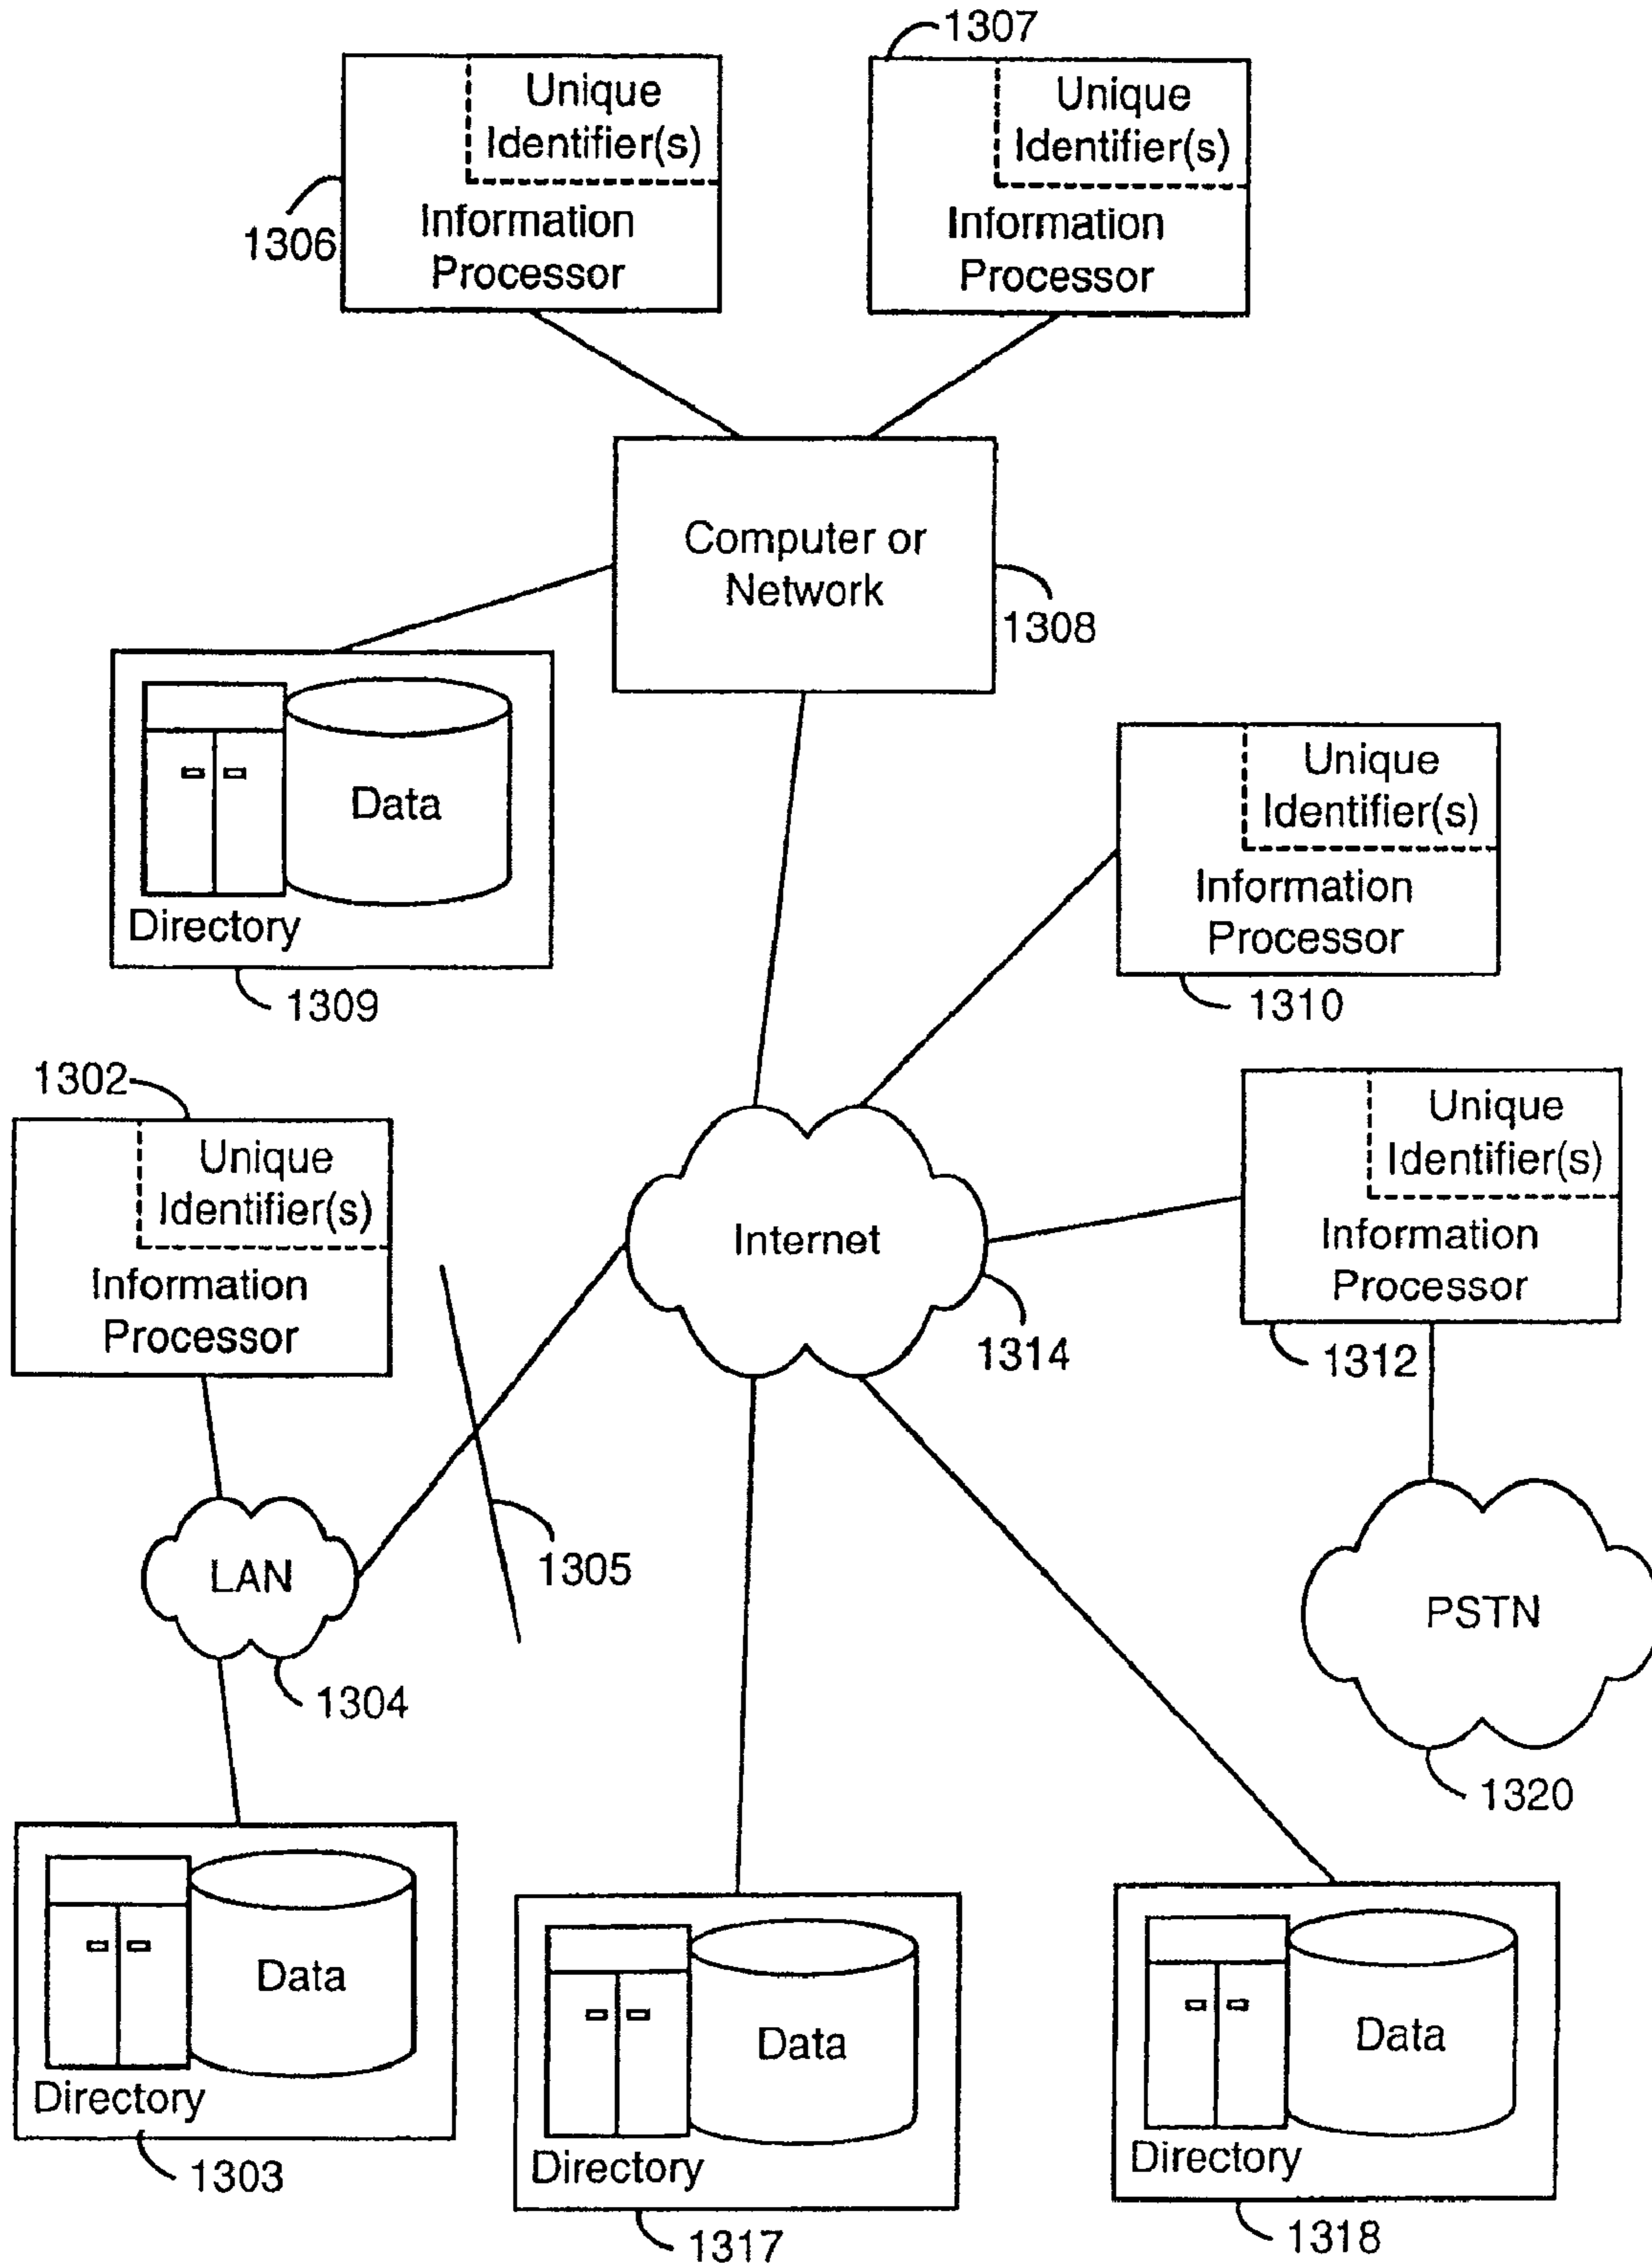 1307
Unique
Identifier(s)
Information
Processor
1306
Unique
Identifier(s)
Information
Processor
Computer or
Network
1308
Data
Directory
1309
Unique
Identifier(s)
Information
Processor
1310
1302
Unique
Identifier(s)
Information
Processor
Internet
1314
Unique
Identifier(s)
Information
Processor
1312
LAN
1304
1305
PSTN
1320
Data
Directory
1303
Data
Directory
1317
Data
Directory
1318